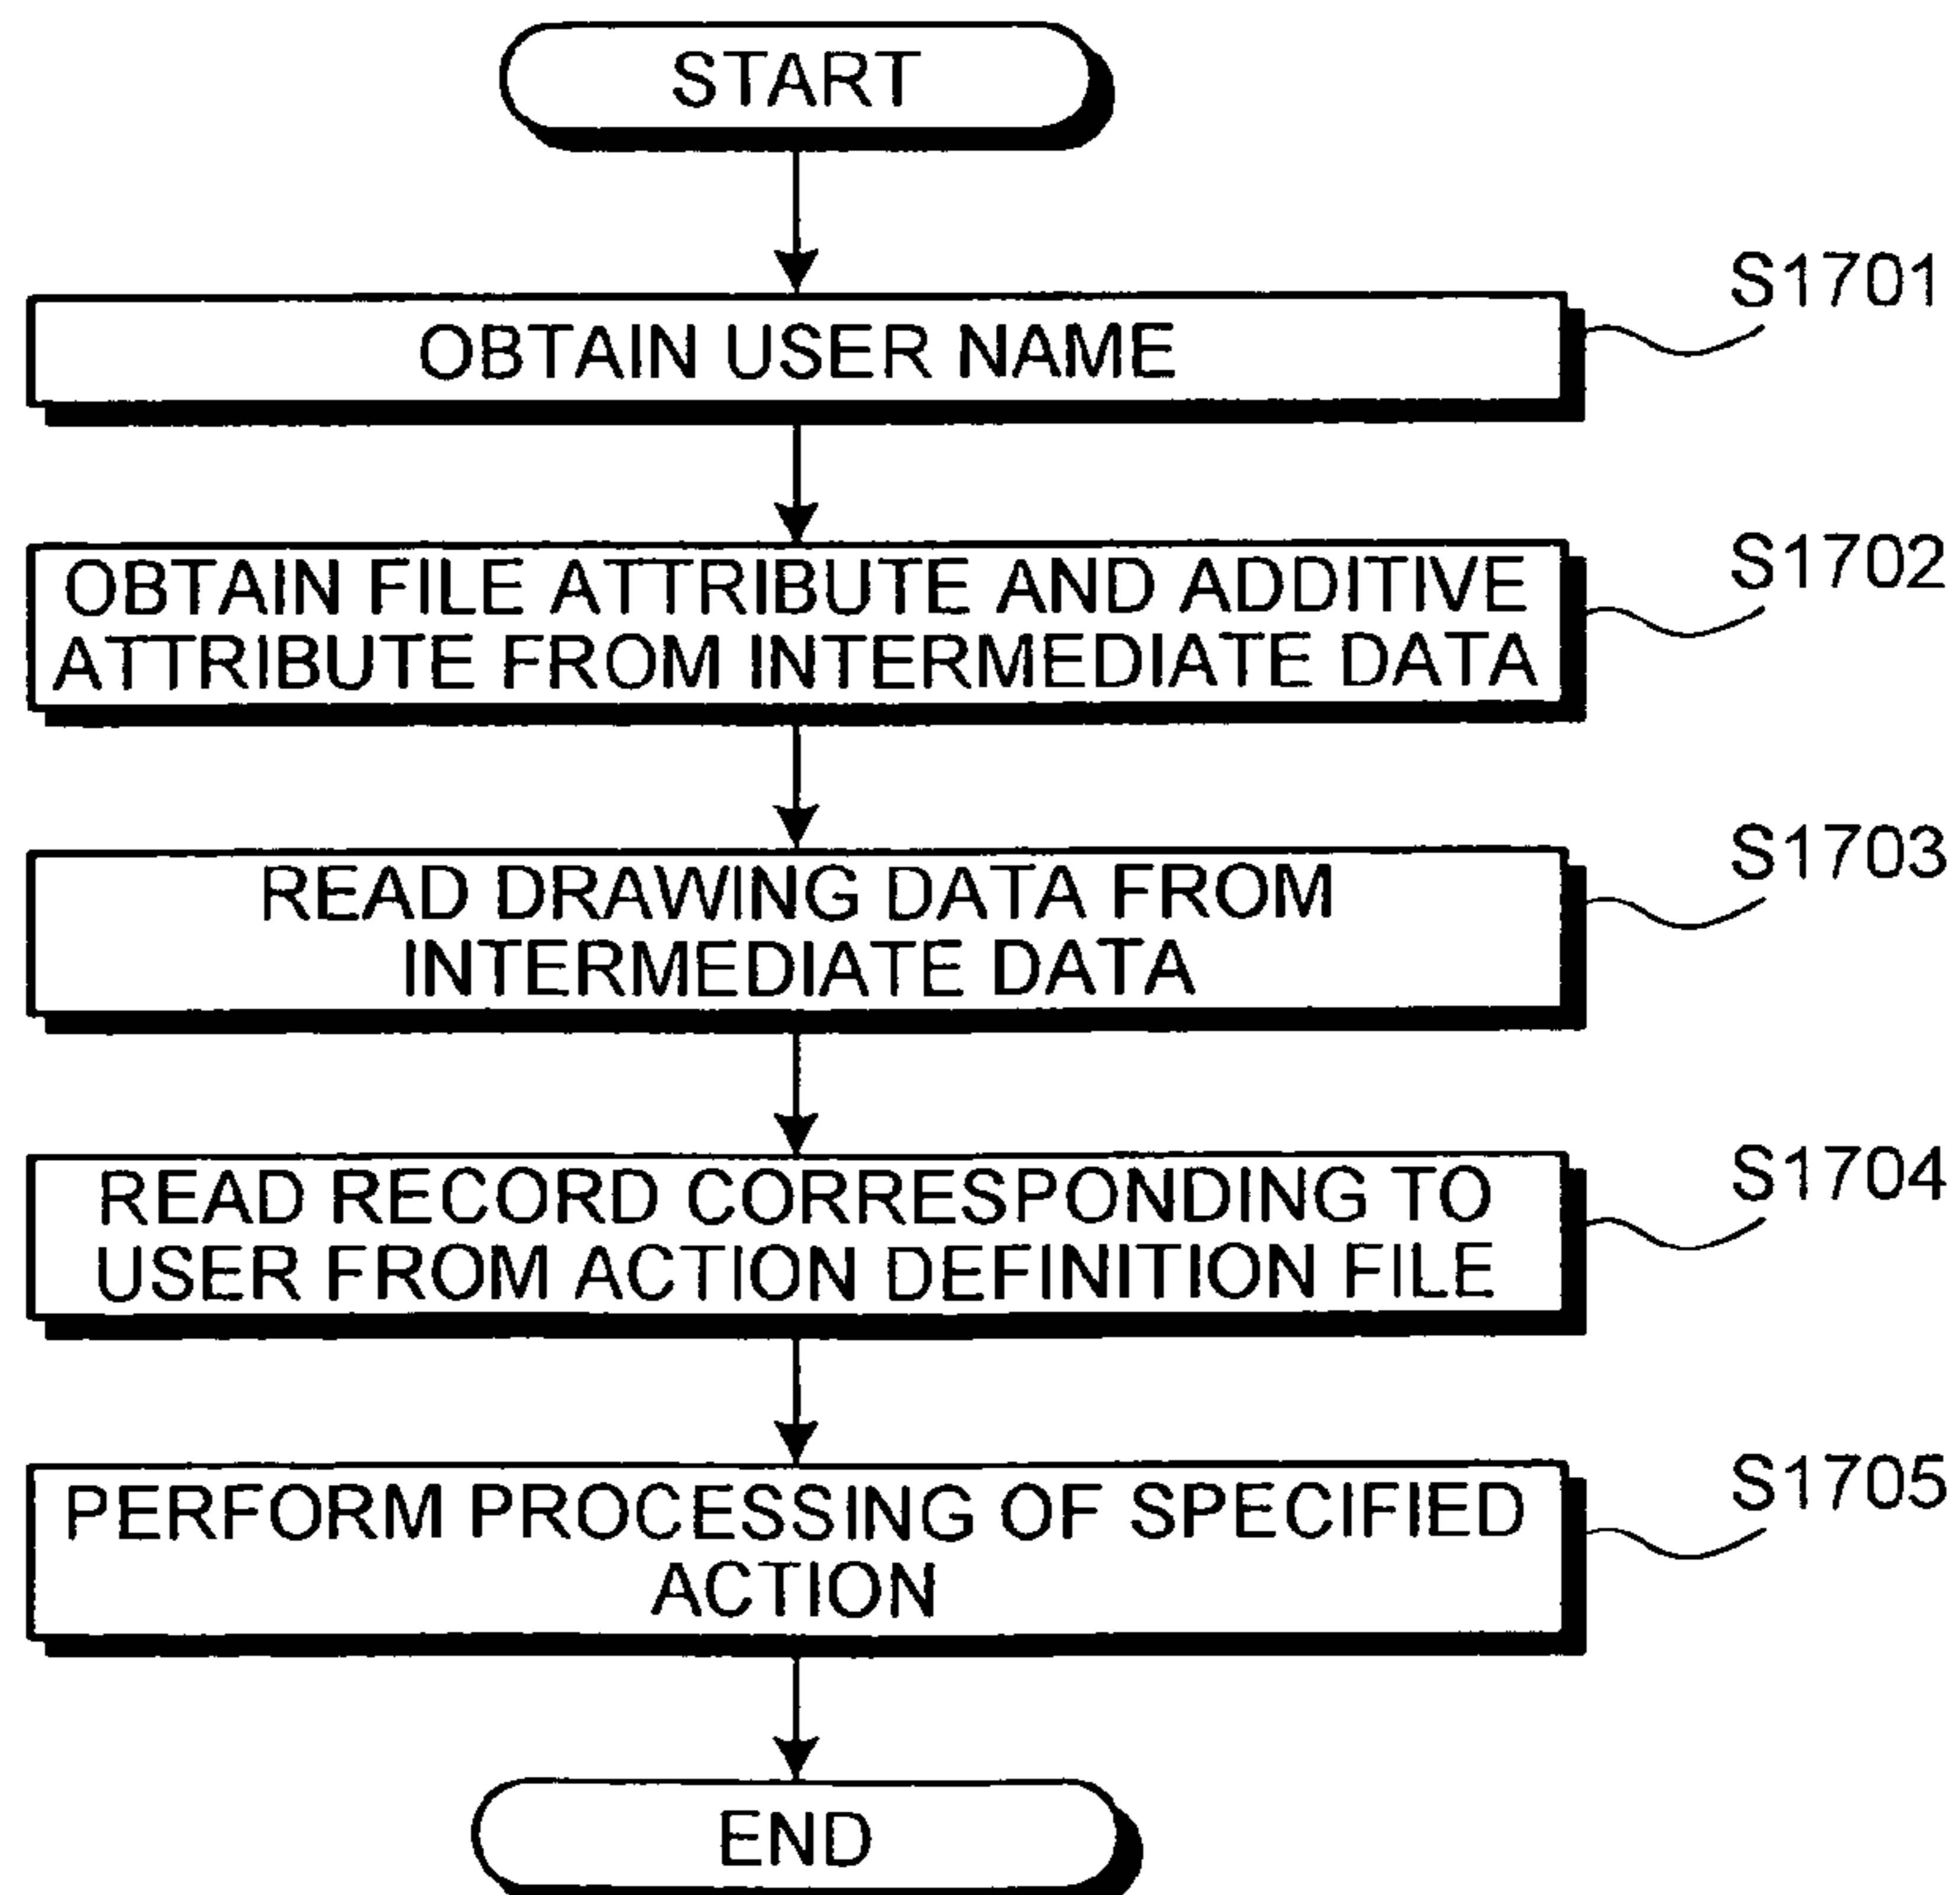 START
S1701
OBTAIN USER NAME
S1702
OBTAIN FILE ATTRIBUTE AND ADDITIVE
ATTRIBUTE FROM INTERMEDIATE DATA
S1703
READ DRAWING DATA FROM
INTERMEDIATE DATA
S1704
READ RECORD CORRESPONDING TO
USER FROM ACTION DEFINITION FILE
S1705
PERFORM PROCESSING OF SPECIFIED
ACTION
END